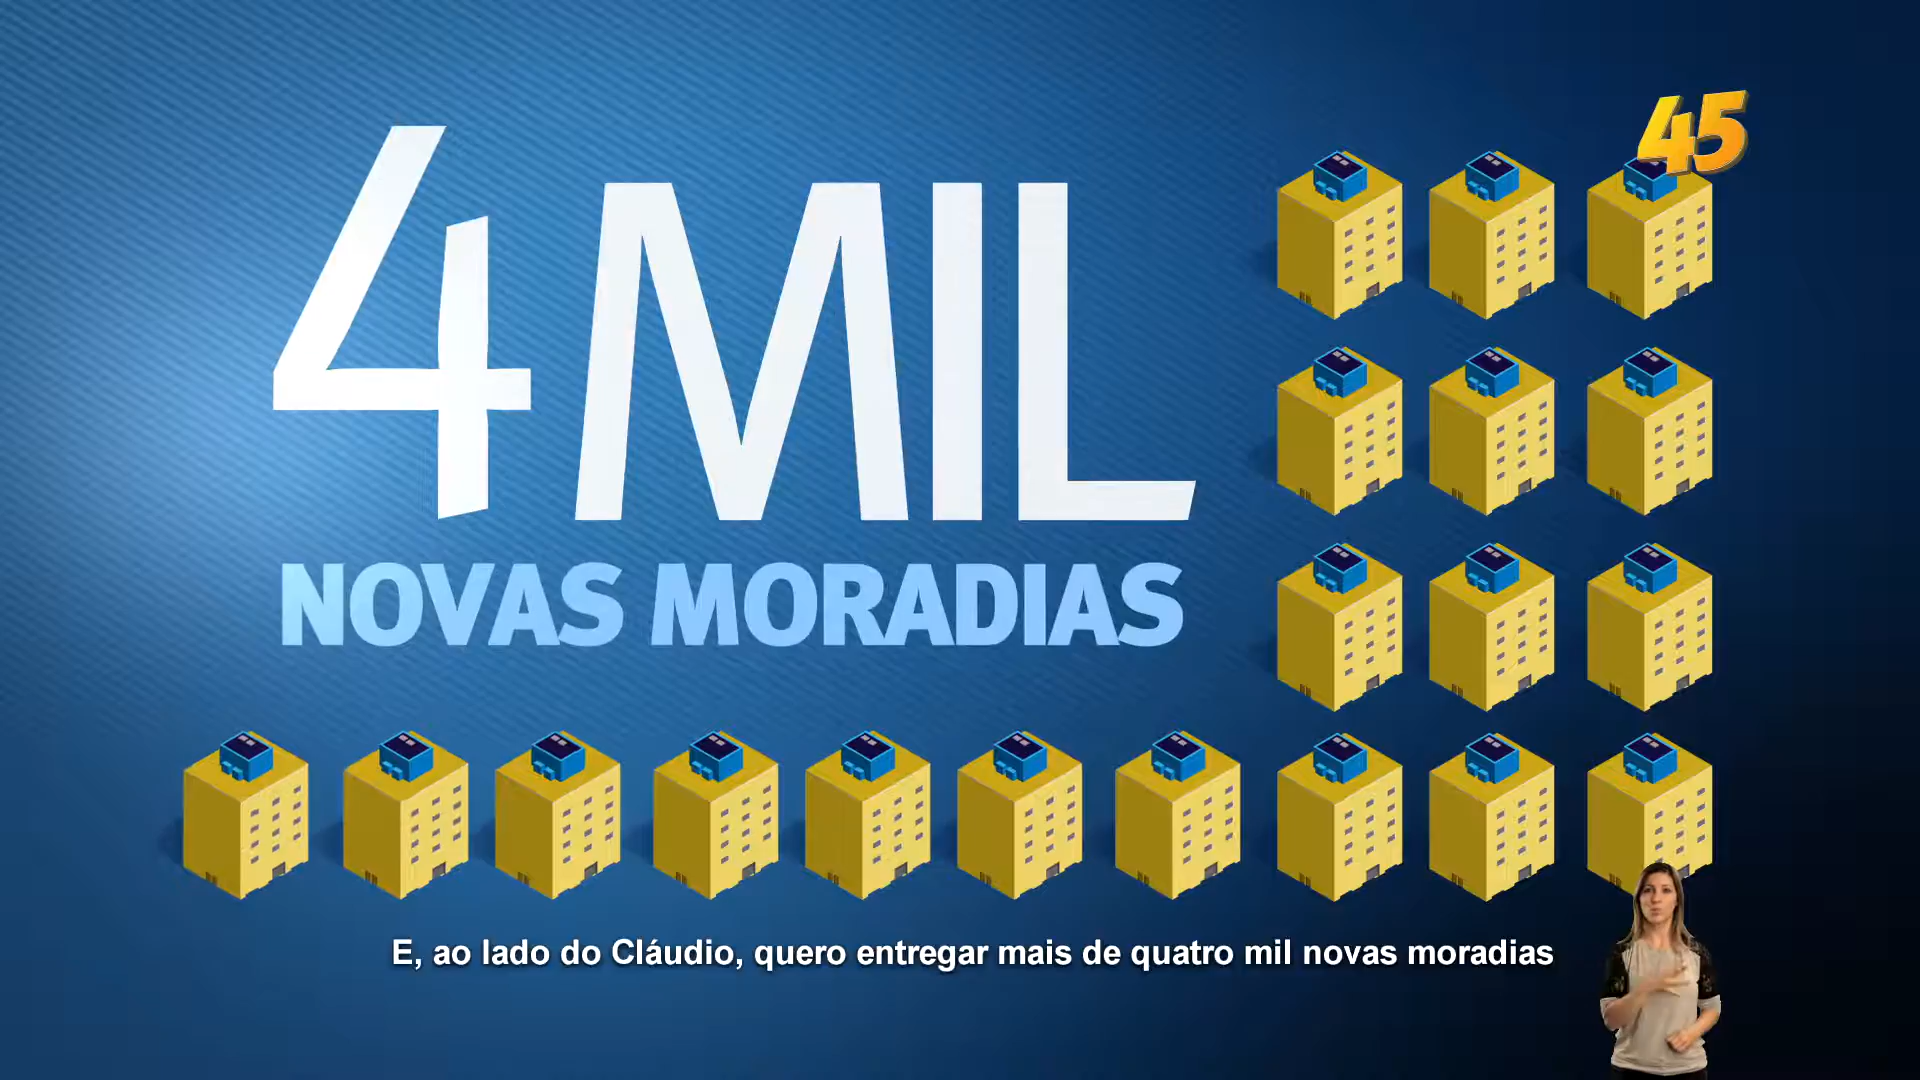 45
4 MIL
NOVAS MORADIAS
E, ao lado do Cláudio, quero entregar mais de quatro mil novas moradias